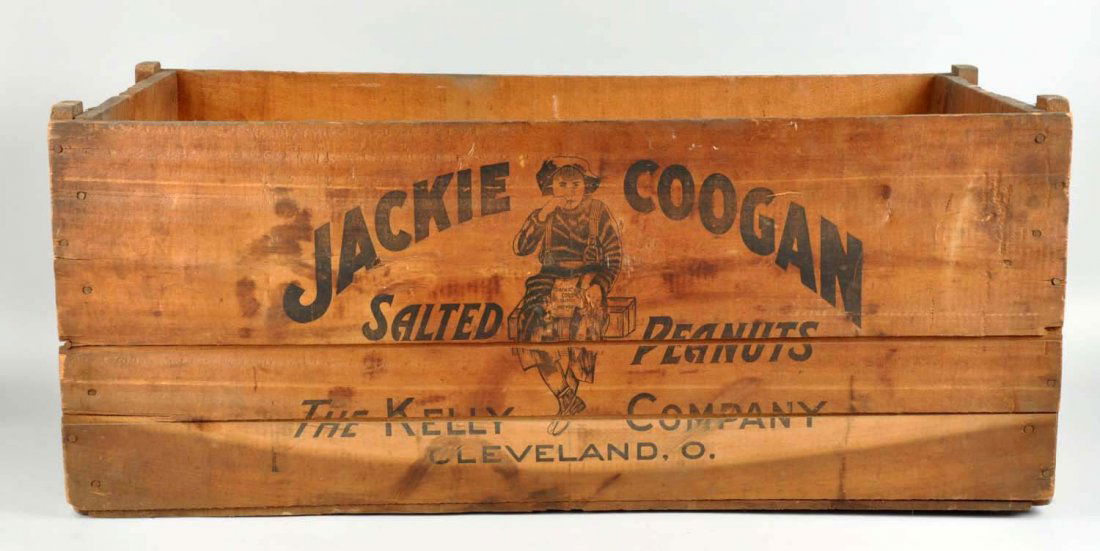 JACKIE COOGAN
SALTED PEANUTS
THE KELLY COMPANY
CLEVELAND, O.